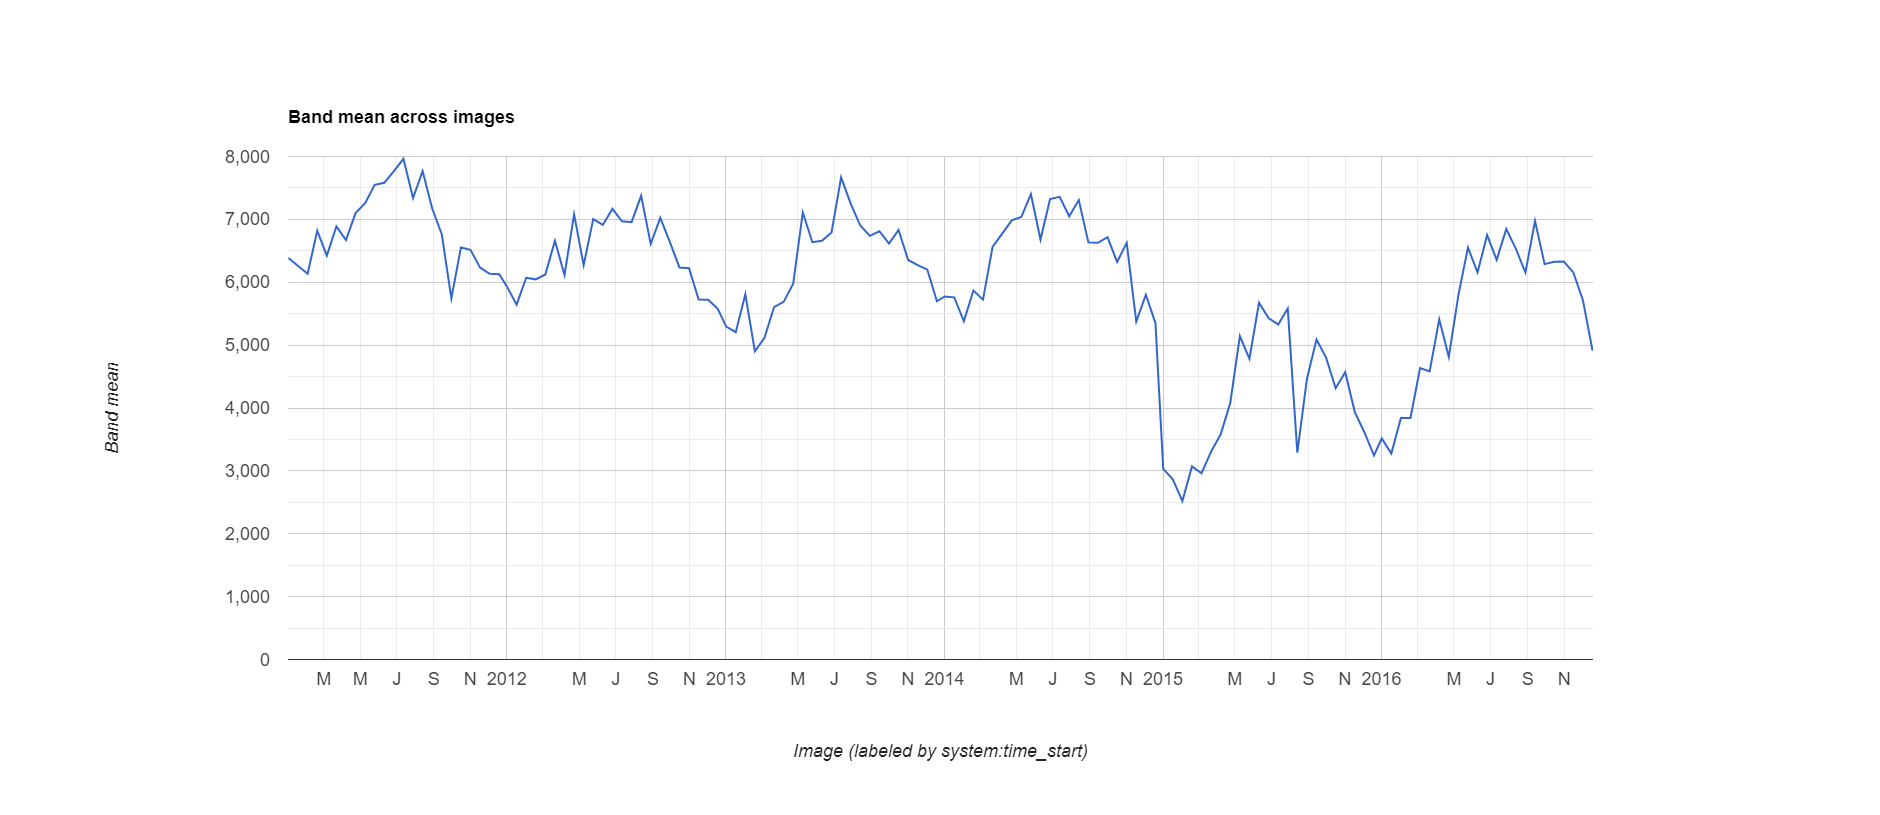 Band mean across images
8,000
7,000
6,000
5,000
4,000
3,000
2,000
1,000
0
Band mean
M M J S N 2012 M J S N 2013 M J S N 2014 M J S N 2015 M J S N 2016 M J S N
Image (labeled by system:time_start)